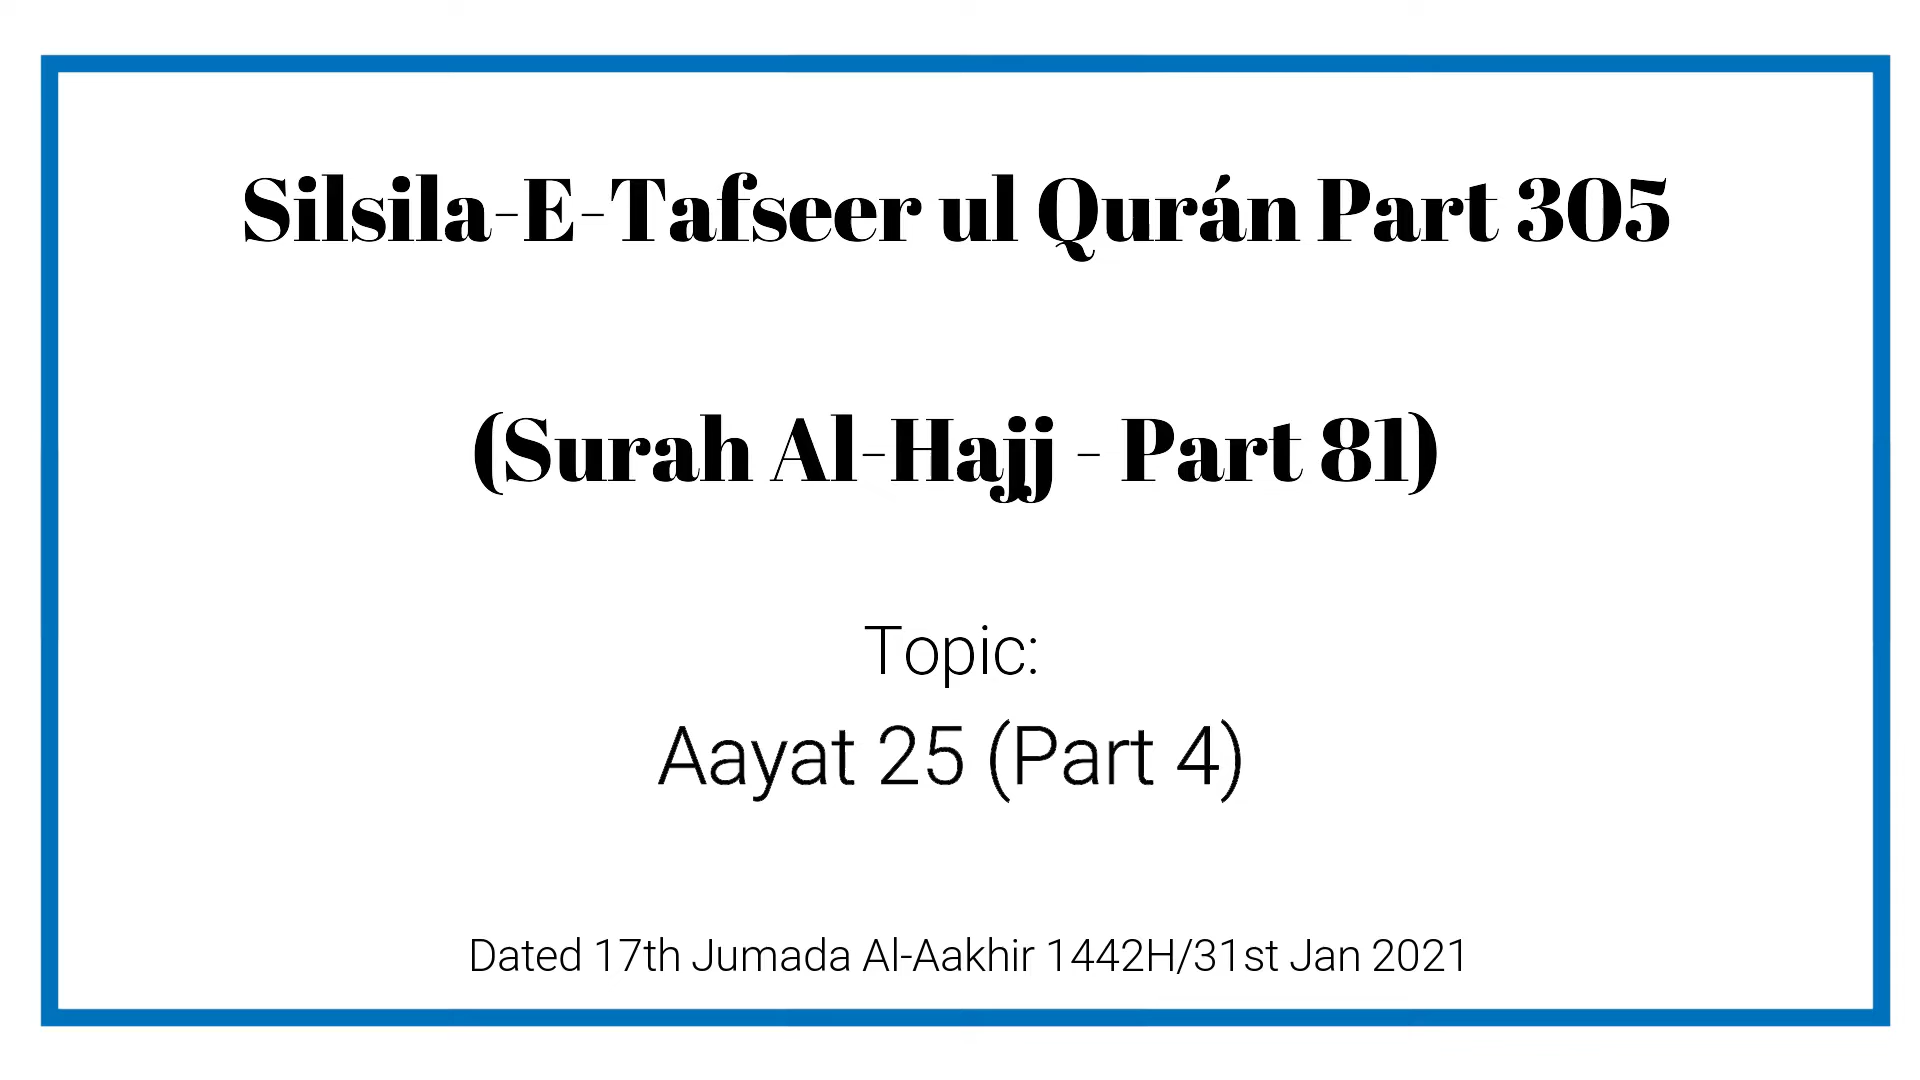 Silsila-E-Tafseer ul Qurán Part 305
(Surah Al-Hajj - Part 81)
Topic:
Aayat 25 (Part 4)
Dated 17th Jumada Al-Aakhir 1442H/31st Jan 2021